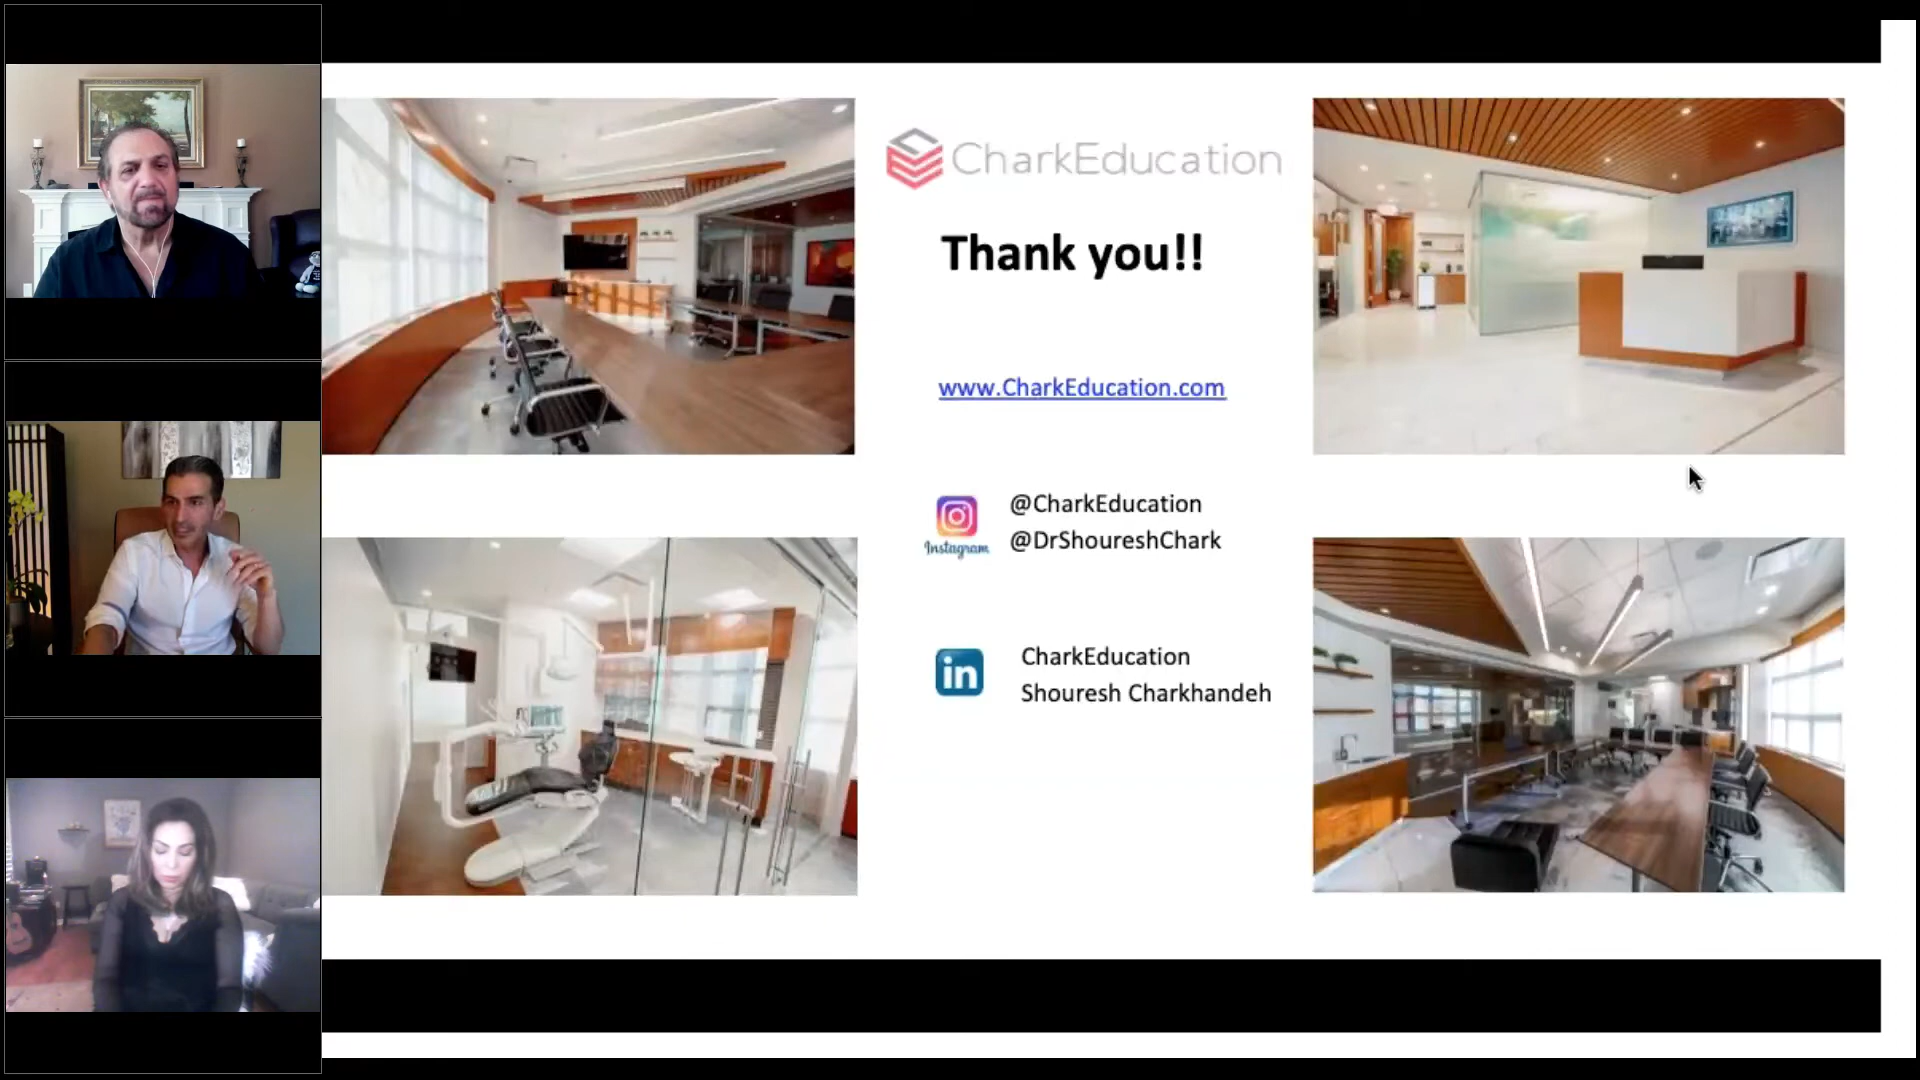 CharkEducation
Thank you!!
www.CharkEducation.com
@CharkEducation
@DrShoureshChark
Instagram
in
CharkEducation
Shouresh Charkhandeh